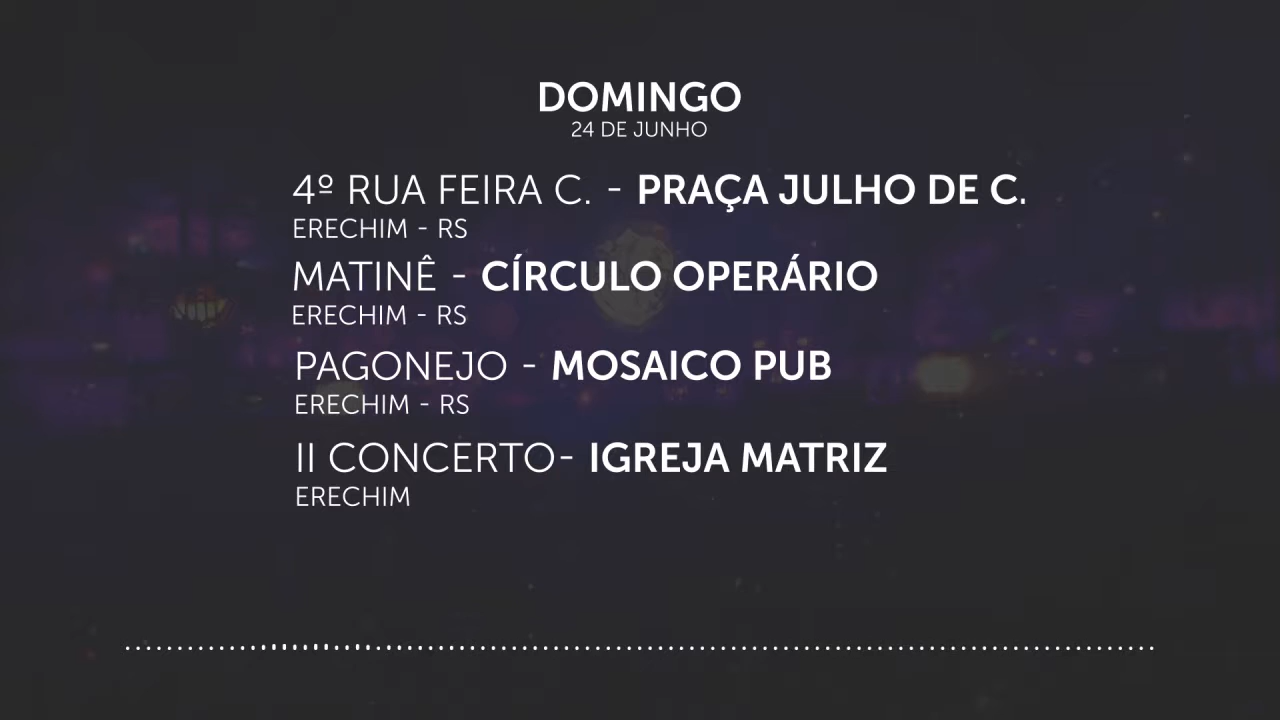 DOMINGO
24 DE JUNHO
4º RUA FEIRA C. - PRAÇA JULHO DE C.
ERECHIM - RS
MATINÊ - CÍRCULO OPERÁRIO
ERECHIM - RS
PAGONEJO - MOSAICO PUB
ERECHIM - RS
II CONCERTO- IGREJA MATRIZ
ERECHIM